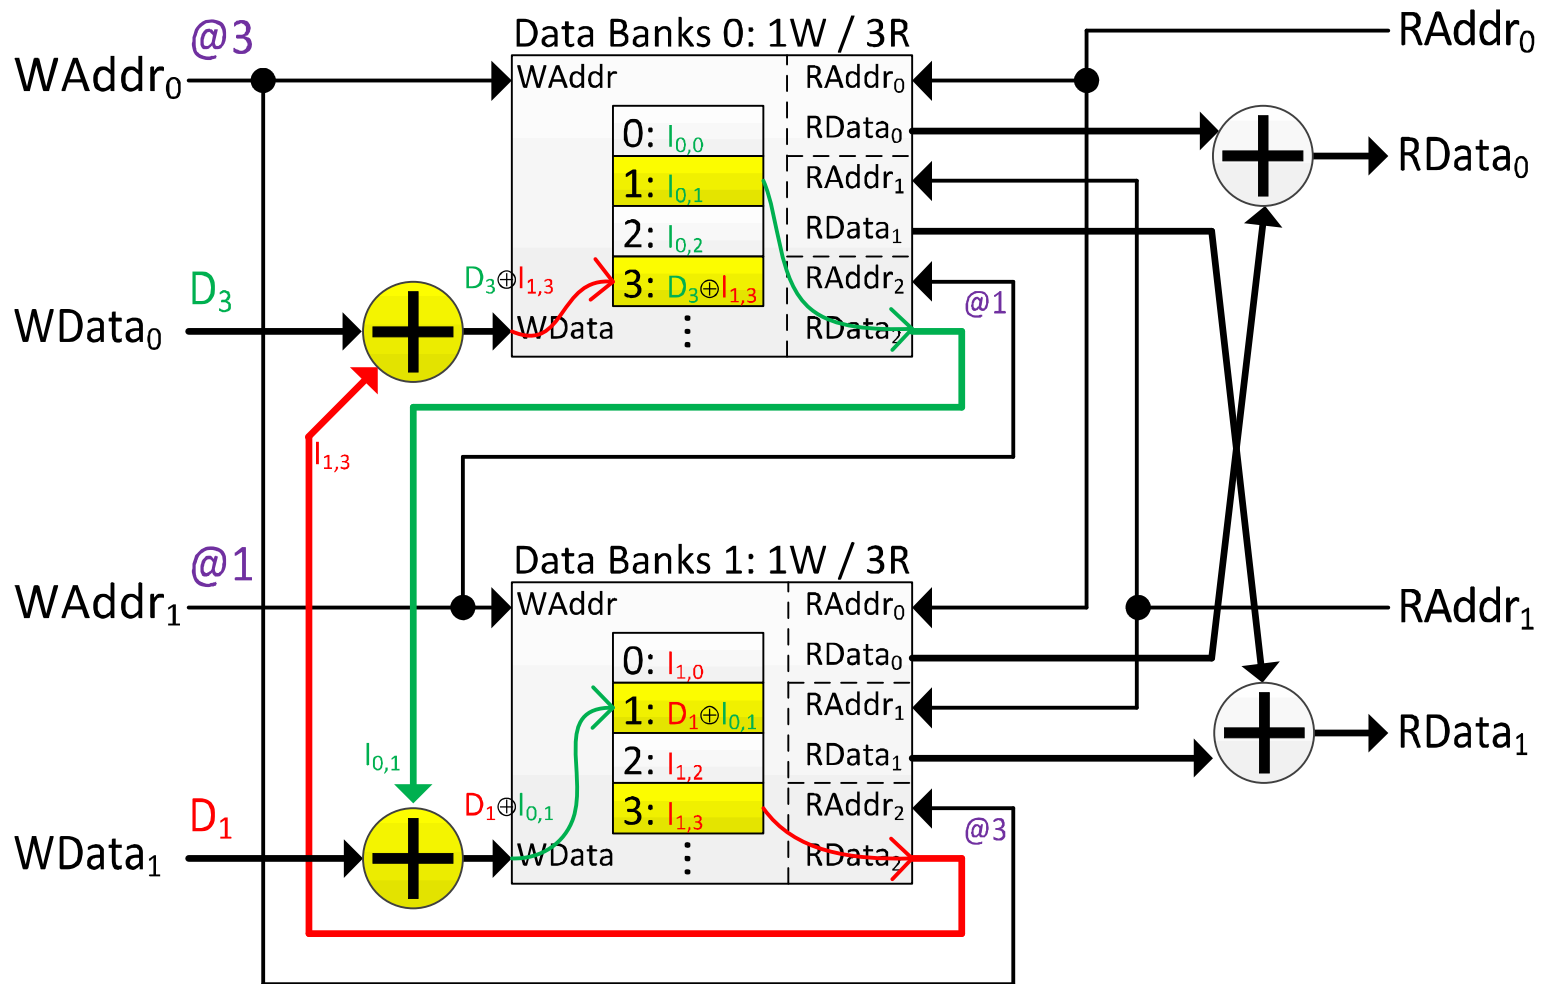 @3
Data Banks 0: 1W / 3R
RAddr₀
WAddr₀
WAddr
RAddr₀
0: I₀,₀
RData₀
RData₀
1: I₀,₁
RAddr₁
2: I₀,₂
RData₁
D₃
D₃⊕I₁,₃
3: D₃⊕I₁,₃
RAddr₂
@1
WData₀
WData
⋮
RData₂
I₁,₃
@1
Data Banks 1: 1W / 3R
WAddr₁
WAddr
RAddr₀
RAddr₁
0: I₁,₀
RData₀
1: D₁⊕I₀,₁
RAddr₁
I₀,₁
2: I₁,₂
RData₁
RData₁
D₁
D₁⊕I₀,₁
3: I₁,₃
RAddr₂
@3
WData₁
WData
⋮
RData₂